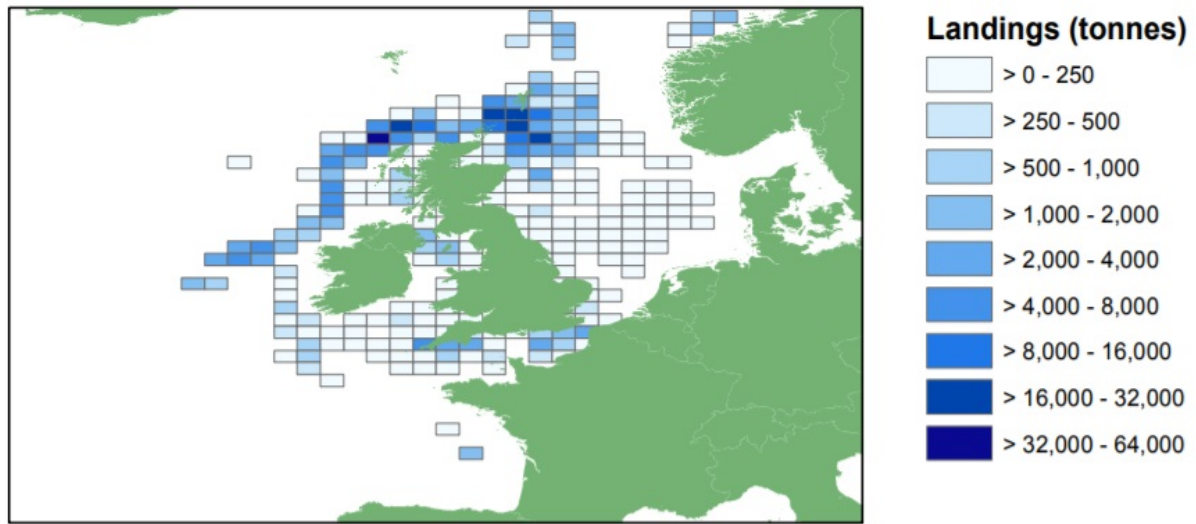 Landings (tonnes)
> 0 - 250
> 250 - 500
> 500 - 1,000
> 1,000 - 2,000
> 2,000 - 4,000
> 4,000 - 8,000
> 8,000 - 16,000
> 16,000 - 32,000
> 32,000 - 64,000